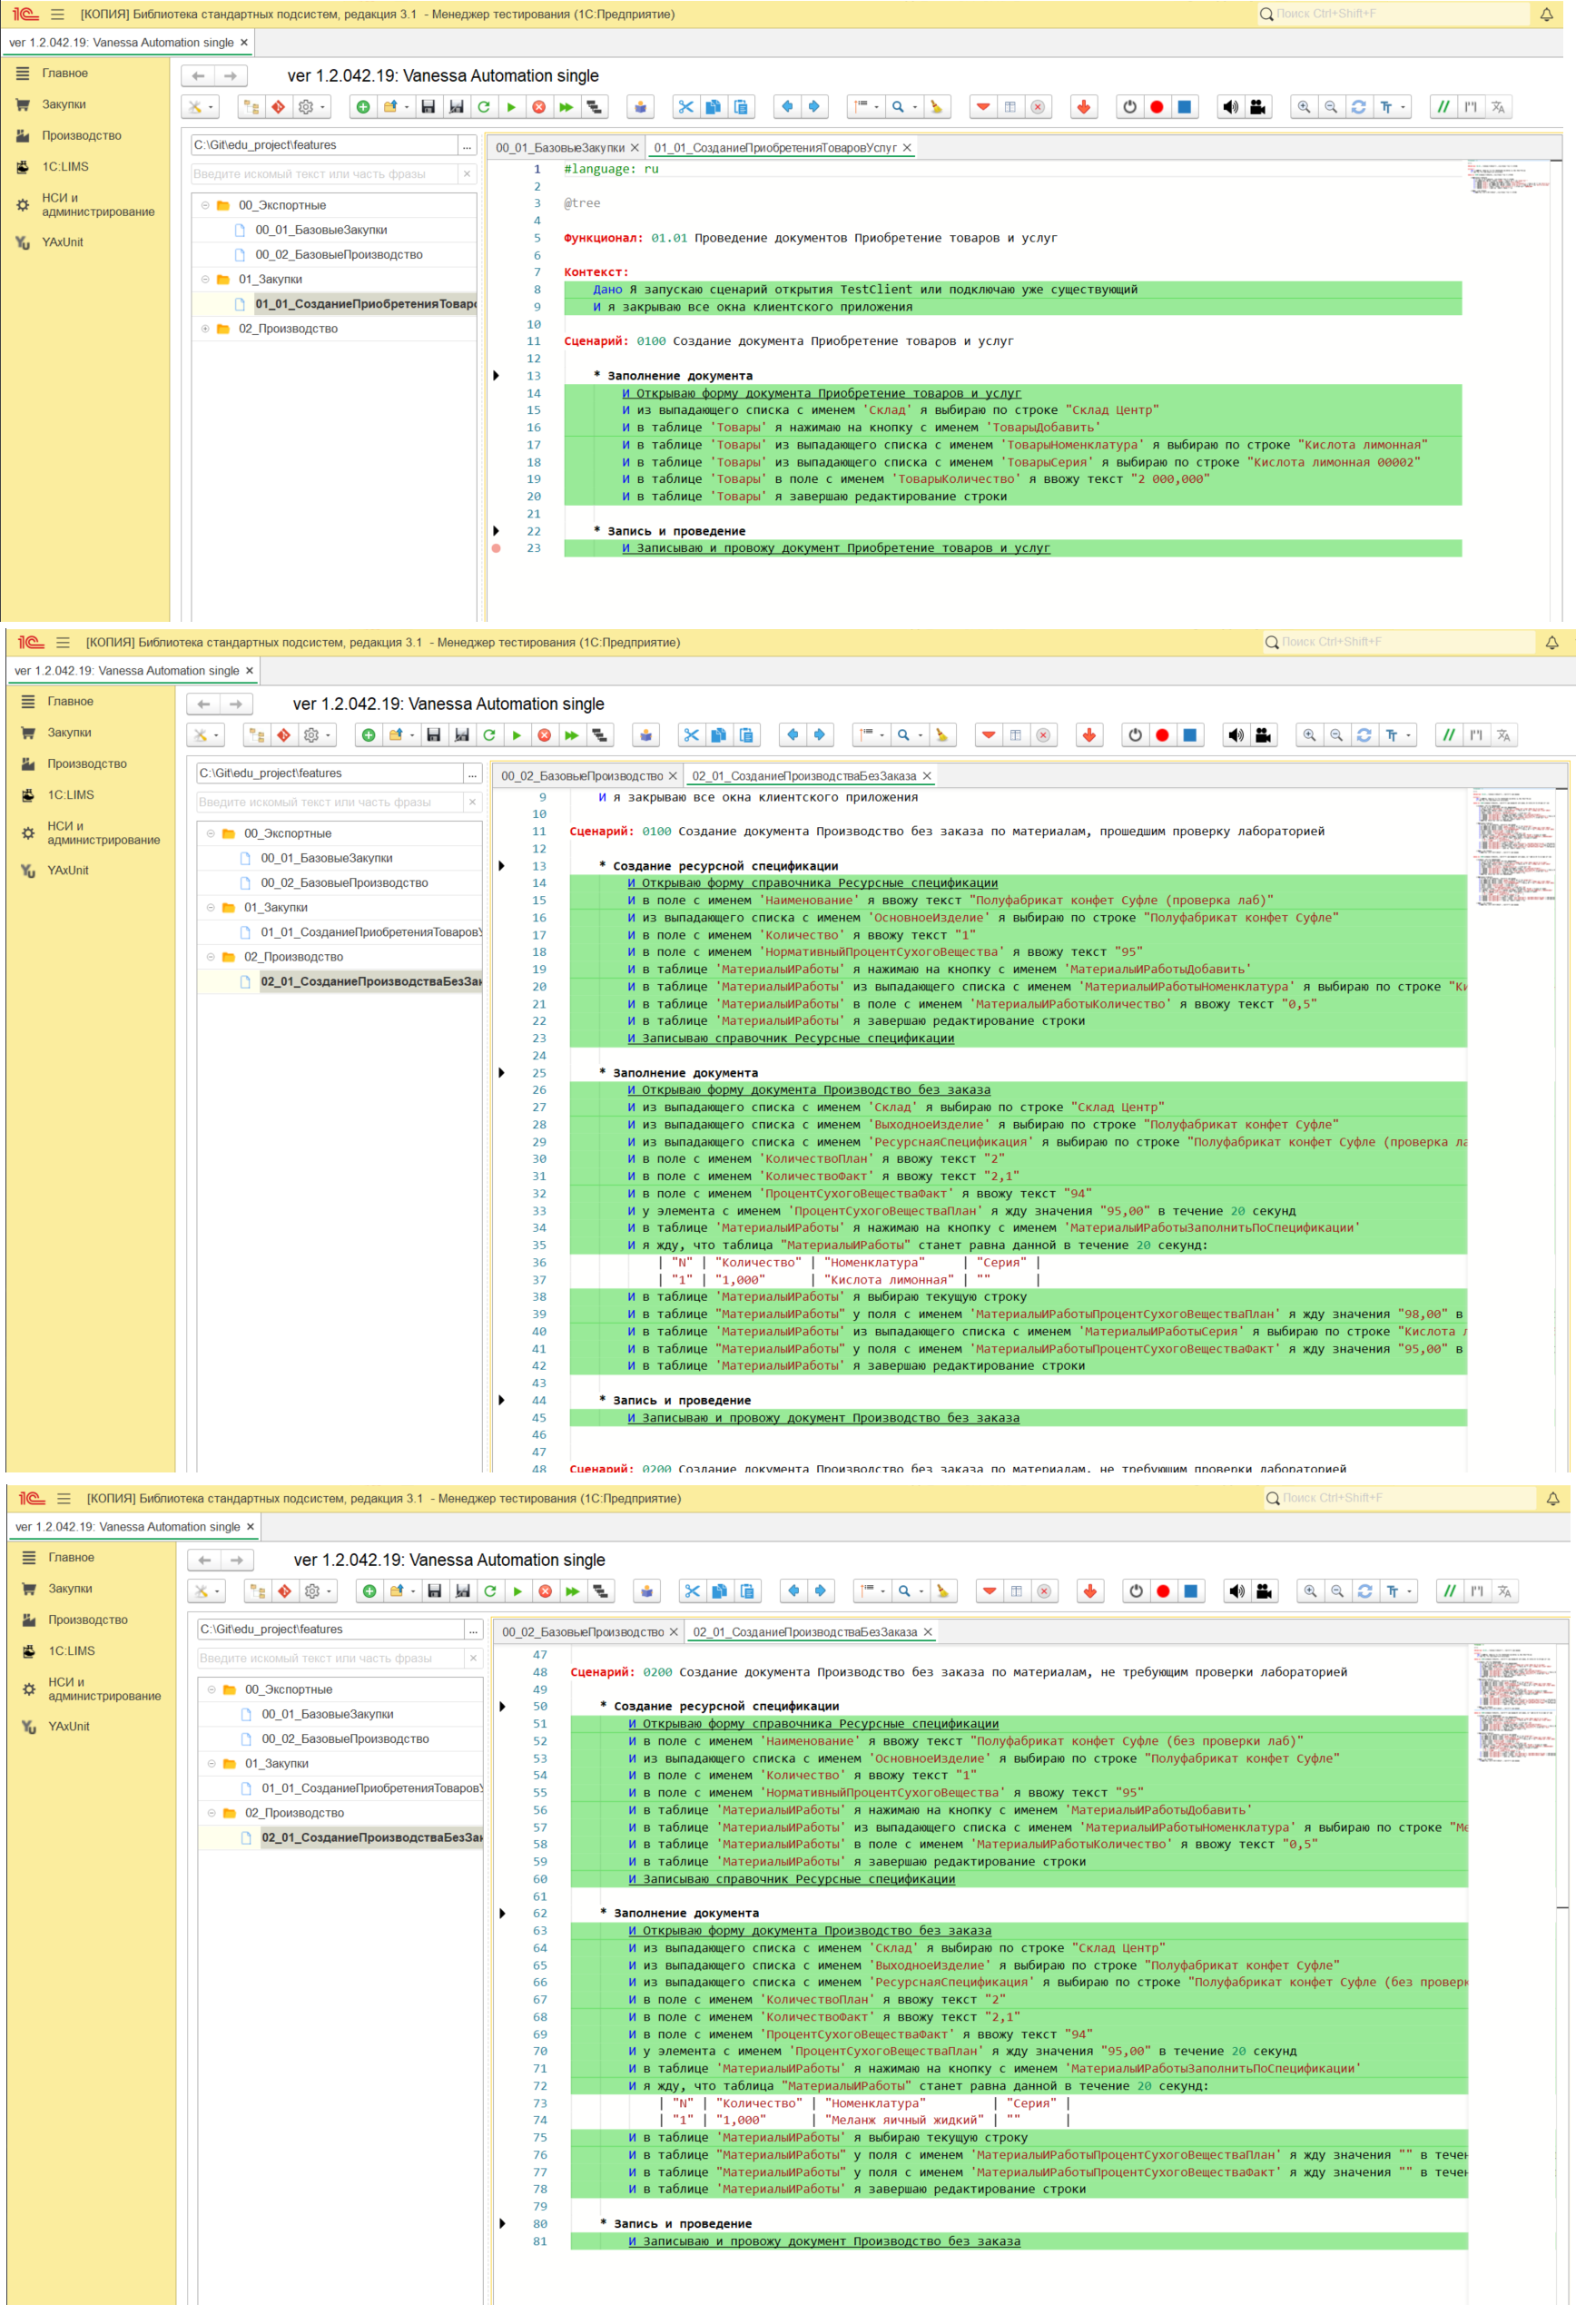 [КОПИЯ] Библиотека стандартных подсистем, редакция 3.1 - Менеджер тестирования (1С:Предприятие)
Поиск Ctrl+Shift+F
ver 1.2.042.19: Vanessa Automation single ×
Главное
Закупки
Производство
1C:LIMS
НСИ и
администрирование
YAxUnit
ver 1.2.042.19: Vanessa Automation single
C:\Git\edu_project\features ...
Введите искомый текст или часть фразы ×
00_Экспортные
00_01_БазовыеЗакупки
00_02_БазовыеПроизводство
01_Закупки
01_01_СозданиеПриобретенияТоварс
02_Производство
00_01_БазовыеЗакупки × 01_01_СозданиеПриобретенияТоваровУслуг ×
1 #language: ru
2
3 @tree
4
5 Функционал: 01.01 Проведение документов Приобретение товаров и услуг
6
7 Контекст:
8 Дано Я запускаю сценарий открытия TestClient или подключаю уже существующий
9 И я закрываю все окна клиентского приложения
10
11 Сценарий: 0100 Создание документа Приобретение товаров и услуг
12
13 * Заполнение документа
14 И Открываю форму документа Приобретение товаров и услуг
15 И из выпадающего списка с именем 'Склад' я выбираю по строке "Склад Центр"
16 И в таблице 'Товары' я нажимаю на кнопку с именем 'ТоварыДобавить'
17 И в таблице 'Товары' из выпадающего списка с именем 'ТоварыНоменклатура' я выбираю по строке "Кислота лимонная"
18 И в таблице 'Товары' из выпадающего списка с именем 'ТоварыСерия' я выбираю по строке "Кислота лимонная 00002"
19 И в таблице 'Товары' в поле с именем 'ТоварыКоличество' я ввожу текст "2 000,000"
20 И в таблице 'Товары' я завершаю редактирование строки
21
22 * Запись и проведение
23 И Записываю и провожу документ Приобретение товаров и услуг
[КОПИЯ] Библиотека стандартных подсистем, редакция 3.1 - Менеджер тестирования (1С:Предприятие)
Поиск Ctrl+Shift+F
ver 1.2.042.19: Vanessa Automation single ×
Главное
Закупки
Производство
1C:LIMS
НСИ и
администрирование
YAxUnit
ver 1.2.042.19: Vanessa Automation single
C:\Git\edu_project\features ...
Введите искомый текст или часть фразы ×
00_Экспортные
00_01_БазовыеЗакупки
00_02_БазовыеПроизводство
01_Закупки
01_01_СозданиеПриобретенияТоваровУ
02_Производство
02_01_СозданиеПроизводстваБезЗак
00_02_БазовыеПроизводство × 02_01_СозданиеПроизводстваБезЗаказа ×
9 И я закрываю все окна клиентского приложения
10
11 Сценарий: 0100 Создание документа Производство без заказа по материалам, прошедшим проверку лабораторией
12
13 * Создание ресурсной спецификации
14 И Открываю форму справочника Ресурсные спецификации
15 И в поле с именем 'Наименование' я ввожу текст "Полуфабрикат конфет Суфле (проверка лаб)"
16 И из выпадающего списка с именем 'ОсновноеИзделие' я выбираю по строке "Полуфабрикат конфет Суфле"
17 И в поле с именем 'Количество' я ввожу текст "1"
18 И в поле с именем 'НормативныйПроцентСухогоВещества' я ввожу текст "95"
19 И в таблице 'МатериалыИРаботы' я нажимаю на кнопку с именем 'МатериалыИРаботыДобавить'
20 И в таблице 'МатериалыИРаботы' из выпадающего списка с именем 'МатериалыИРаботыНоменклатура' я выбираю по строке "Ки
21 И в таблице 'МатериалыИРаботы' в поле с именем 'МатериалыИРаботыКоличество' я ввожу текст "0,5"
22 И в таблице 'МатериалыИРаботы' я завершаю редактирование строки
23 И Записываю справочник Ресурсные спецификации
24
25 * Заполнение документа
26 И Открываю форму документа Производство без заказа
27 И из выпадающего списка с именем 'Склад' я выбираю по строке "Склад Центр"
28 И из выпадающего списка с именем 'ВыходноеИзделие' я выбираю по строке "Полуфабрикат конфет Суфле"
29 И из выпадающего списка с именем 'РесурснаяСпецификация' я выбираю по строке "Полуфабрикат конфет Суфле (проверка ла
30 И в поле с именем 'КоличествоПлан' я ввожу текст "2"
31 И в поле с именем 'КоличествоФакт' я ввожу текст "2,1"
32 И в поле с именем 'ПроцентСухогоВеществаФакт' я ввожу текст "94"
33 И у элемента с именем 'ПроцентСухогоВеществаПлан' я жду значения "95,00" в течение 20 секунд
34 И в таблице 'МатериалыИРаботы' я нажимаю на кнопку с именем 'МатериалыИРаботыЗаполнитьПоСпецификации'
35 И я жду, что таблица "МатериалыИРаботы" станет равна данной в течение 20 секунд:
36 | "N" | "Количество" | "Номенклатура" | "Серия" |
37 | "1" | "1,000" | "Кислота лимонная" | "" |
38 И в таблице 'МатериалыИРаботы' я выбираю текущую строку
39 И в таблице "МатериалыИРаботы" у поля с именем 'МатериалыИРаботыПроцентСухогоВеществаПлан' я жду значения "98,00" в
40 И в таблице 'МатериалыИРаботы' из выпадающего списка с именем 'МатериалыИРаботыСерия' я выбираю по строке "Кислота л
41 И в таблице "МатериалыИРаботы" у поля с именем 'МатериалыИРаботыПроцентСухогоВеществаФакт' я жду значения "95,00" в
42 И в таблице 'МатериалыИРаботы' я завершаю редактирование строки
43
44 * Запись и проведение
45 И Записываю и провожу документ Производство без заказа
46
47
48 Сценарий: 0200 Создание документа Производство без заказа по материалам, не требующим проверки лабораторией
[КОПИЯ] Библиотека стандартных подсистем, редакция 3.1 - Менеджер тестирования (1С:Предприятие)
Поиск Ctrl+Shift+F
ver 1.2.042.19: Vanessa Automation single ×
Главное
Закупки
Производство
1C:LIMS
НСИ и
администрирование
YAxUnit
ver 1.2.042.19: Vanessa Automation single
C:\Git\edu_project\features ...
Введите искомый текст или часть фразы ×
00_Экспортные
00_01_БазовыеЗакупки
00_02_БазовыеПроизводство
01_Закупки
01_01_СозданиеПриобретенияТоваровУ
02_Производство
02_01_СозданиеПроизводстваБезЗак
00_02_БазовыеПроизводство × 02_01_СозданиеПроизводстваБезЗаказа ×
47
48 Сценарий: 0200 Создание документа Производство без заказа по материалам, не требующим проверки лабораторией
49
50 * Создание ресурсной спецификации
51 И Открываю форму справочника Ресурсные спецификации
52 И в поле с именем 'Наименование' я ввожу текст "Полуфабрикат конфет Суфле (без проверки лаб)"
53 И из выпадающего списка с именем 'ОсновноеИзделие' я выбираю по строке "Полуфабрикат конфет Суфле"
54 И в поле с именем 'Количество' я ввожу текст "1"
55 И в поле с именем 'НормативныйПроцентСухогоВещества' я ввожу текст "95"
56 И в таблице 'МатериалыИРаботы' я нажимаю на кнопку с именем 'МатериалыИРаботыДобавить'
57 И в таблице 'МатериалыИРаботы' из выпадающего списка с именем 'МатериалыИРаботыНоменклатура' я выбираю по строке "Ме
58 И в таблице 'МатериалыИРаботы' в поле с именем 'МатериалыИРаботыКоличество' я ввожу текст "0,5"
59 И в таблице 'МатериалыИРаботы' я завершаю редактирование строки
60 И Записываю справочник Ресурсные спецификации
61
62 * Заполнение документа
63 И Открываю форму документа Производство без заказа
64 И из выпадающего списка с именем 'Склад' я выбираю по строке "Склад Центр"
65 И из выпадающего списка с именем 'ВыходноеИзделие' я выбираю по строке "Полуфабрикат конфет Суфле"
66 И из выпадающего списка с именем 'РесурснаяСпецификация' я выбираю по строке "Полуфабрикат конфет Суфле (без проверк
67 И в поле с именем 'КоличествоПлан' я ввожу текст "2"
68 И в поле с именем 'КоличествоФакт' я ввожу текст "2,1"
69 И в поле с именем 'ПроцентСухогоВеществаФакт' я ввожу текст "94"
70 И у элемента с именем 'ПроцентСухогоВеществаПлан' я жду значения "95,00" в течение 20 секунд
71 И в таблице 'МатериалыИРаботы' я нажимаю на кнопку с именем 'МатериалыИРаботыЗаполнитьПоСпецификации'
72 И я жду, что таблица "МатериалыИРаботы" станет равна данной в течение 20 секунд:
73 | "N" | "Количество" | "Номенклатура" | "Серия" |
74 | "1" | "1,000" | "Меланж яичный жидкий" | "" |
75 И в таблице 'МатериалыИРаботы' я выбираю текущую строку
76 И в таблице "МатериалыИРаботы" у поля с именем 'МатериалыИРаботыПроцентСухогоВеществаПлан' я жду значения "" в течен
77 И в таблице "МатериалыИРаботы" у поля с именем 'МатериалыИРаботыПроцентСухогоВеществаФакт' я жду значения "" в течен
78 И в таблице 'МатериалыИРаботы' я завершаю редактирование строки
79
80 * Запись и проведение
81 И Записываю и провожу документ Производство без заказа